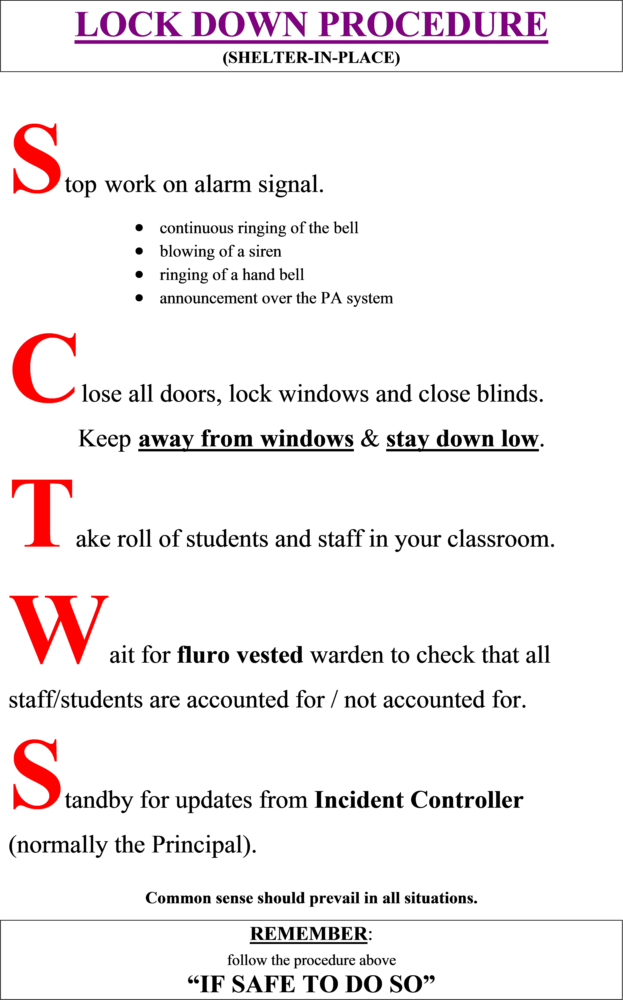 LOCK DOWN PROCEDURE
(SHELTER-IN-PLACE)
Stop work on alarm signal.
● continuous ringing of the bell
● blowing of a siren
● ringing of a hand bell
● announcement over the PA system
Close all doors, lock windows and close blinds.
Keep away from windows & stay down low.
Take roll of students and staff in your classroom.
Wait for fluro vested warden to check that all
staff/students are accounted for / not accounted for.
Standby for updates from Incident Controller
(normally the Principal).
Common sense should prevail in all situations.
REMEMBER:
follow the procedure above
“IF SAFE TO DO SO”